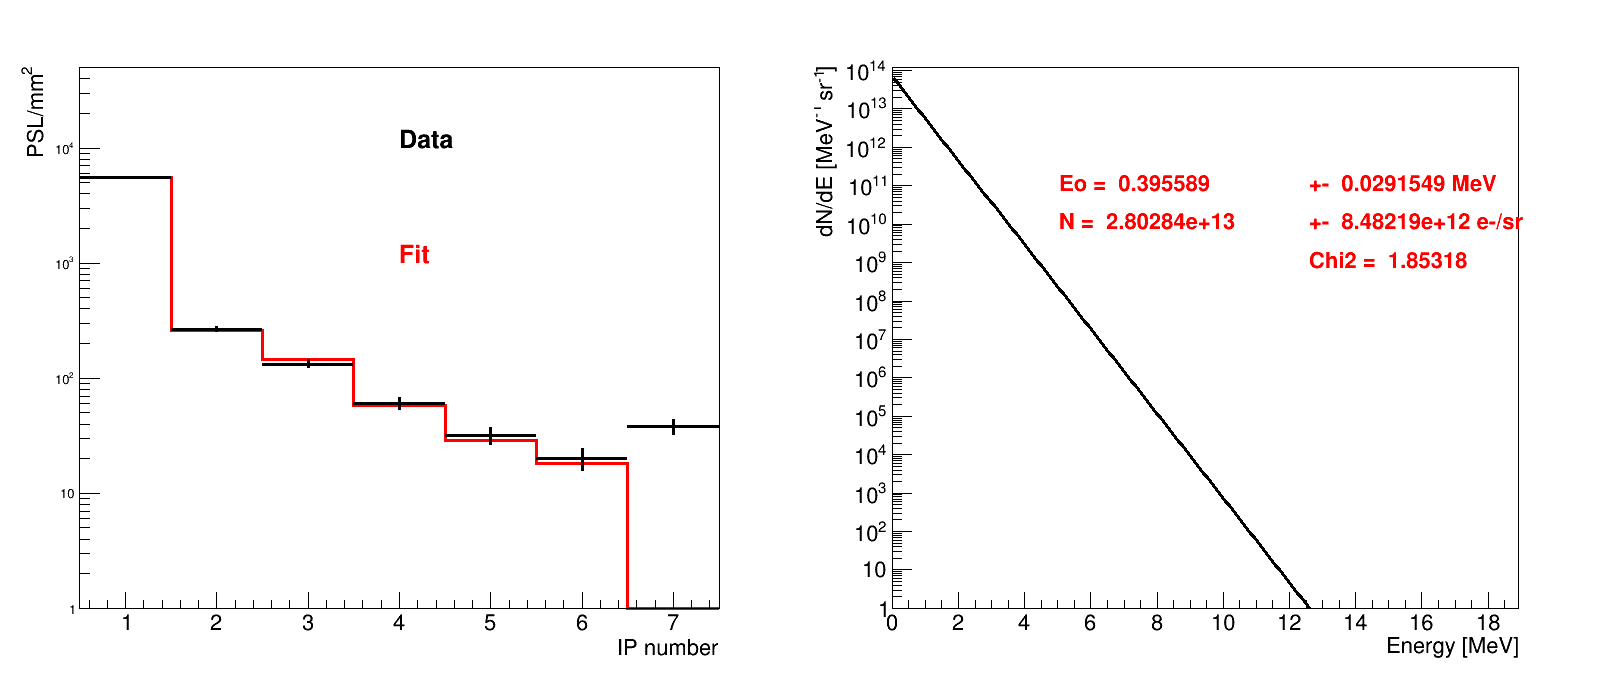 PSL/mm²
10⁴
10³
10²
10
1
Data
Fit
1 2 3 4 5 6 7
IP number
dN/dE [MeV⁻¹ sr⁻¹]
10¹⁴
10¹³
10¹²
10¹¹
10¹⁰
10⁹
10⁸
10⁷
10⁶
10⁵
10⁴
10³
10²
10
1
Eo = 0.395589 +- 0.0291549 MeV
N = 2.80284e+13 +- 8.48219e+12 e-/sr
Chi2 = 1.85318
0 2 4 6 8 10 12 14 16 18
Energy [MeV]